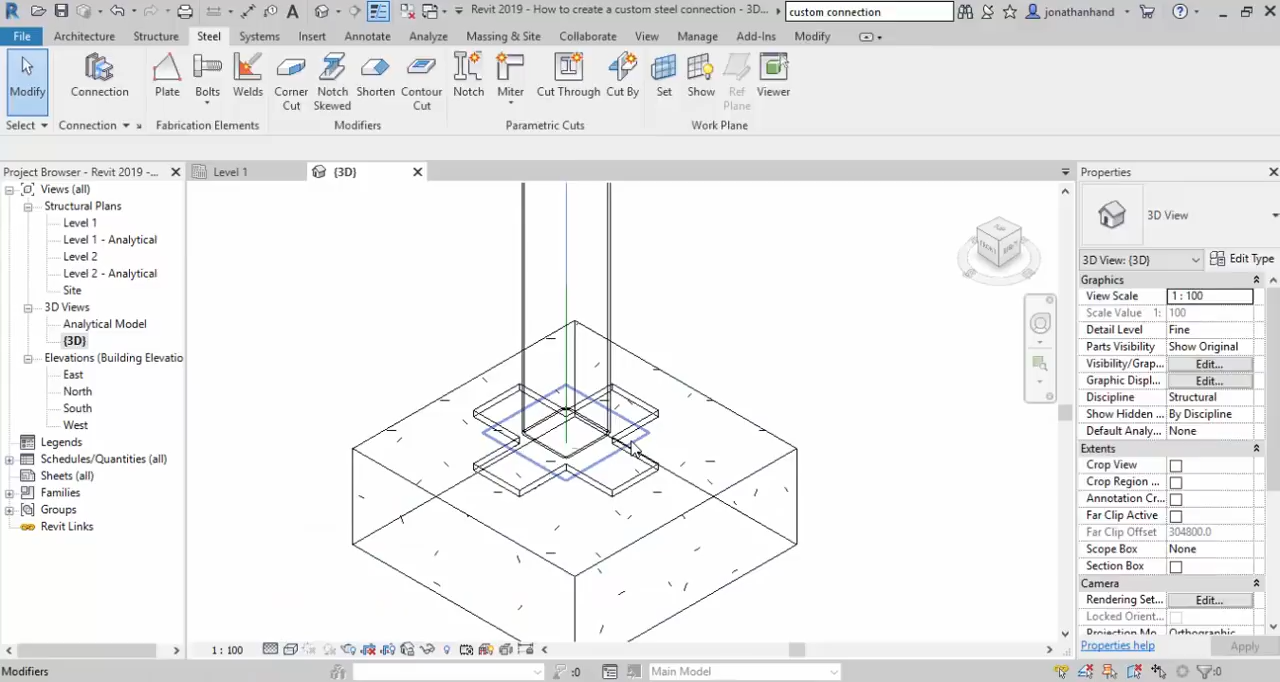 Revit 2019 - How to create a custom steel connection - 3D...
custom connection
jonathanhand
File Architecture Structure Steel Systems Insert Annotate Analyze Massing & Site Collaborate View Manage Add-Ins Modify
Modify Connection Plate Bolts Welds Corner Cut Notch Skewed Shorten Contour Cut Notch Miter Cut Through Cut By Set Show Ref Plane Viewer
Select Connection Fabrication Elements Modifiers Parametric Cuts Work Plane
Project Browser - Revit 2019 -...
Level 1
{3D}
Properties
Views (all)
Structural Plans
Level 1
Level 1 - Analytical
Level 2
Level 2 - Analytical
Site
3D Views
Analytical Model
{3D}
Elevations (Building Elevatio
East
North
South
West
Legends
Schedules/Quantities (all)
Sheets (all)
Families
Groups
Revit Links
3D View
3D View: {3D} Edit Type
Graphics
View Scale 1 : 100
Scale Value 1: 100
Detail Level Fine
Parts Visibility Show Original
Visibility/Grap... Edit...
Graphic Displ... Edit...
Discipline Structural
Show Hidden ... By Discipline
Default Analy... None
Extents
Crop View
Crop Region ...
Annotation Cr...
Far Clip Active
Far Clip Offset 304800.0
Scope Box None
Section Box
Camera
Rendering Set... Edit...
Locked Orient...
Projection Mo... Orthographic
Properties help Apply
1 : 100
Modifiers :0 Main Model :0